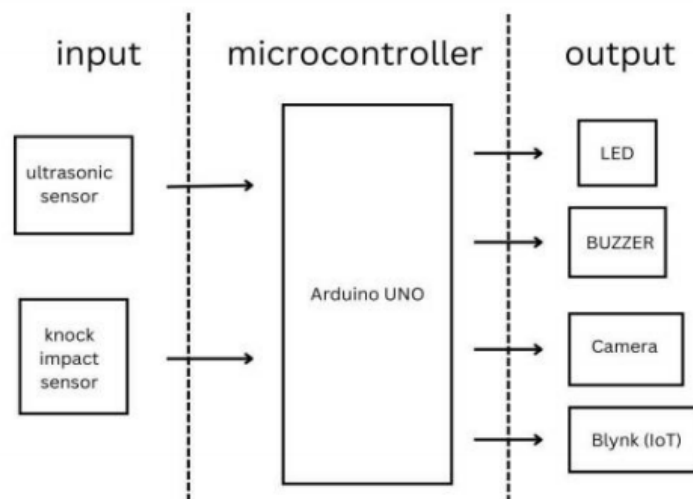 input
microcontroller
output
ultrasonic
sensor
knock
impact
sensor
Arduino UNO
LED
BUZZER
Camera
Blynk (IoT)